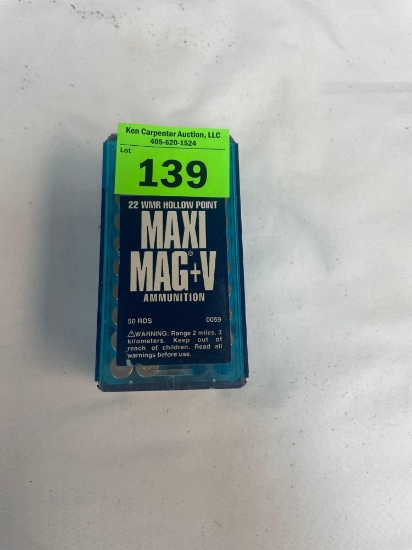 Ken Carpenter Auction, LLC
405-620-1524
Lot
139
22 WMR HOLLOW POINT
MAXI
MAG®+V
AMMUNITION
50 RDS 0059
⚠WARNING: Range 2 miles, 3
kilometers. Keep out of
reach of children. Read all
warnings before use.